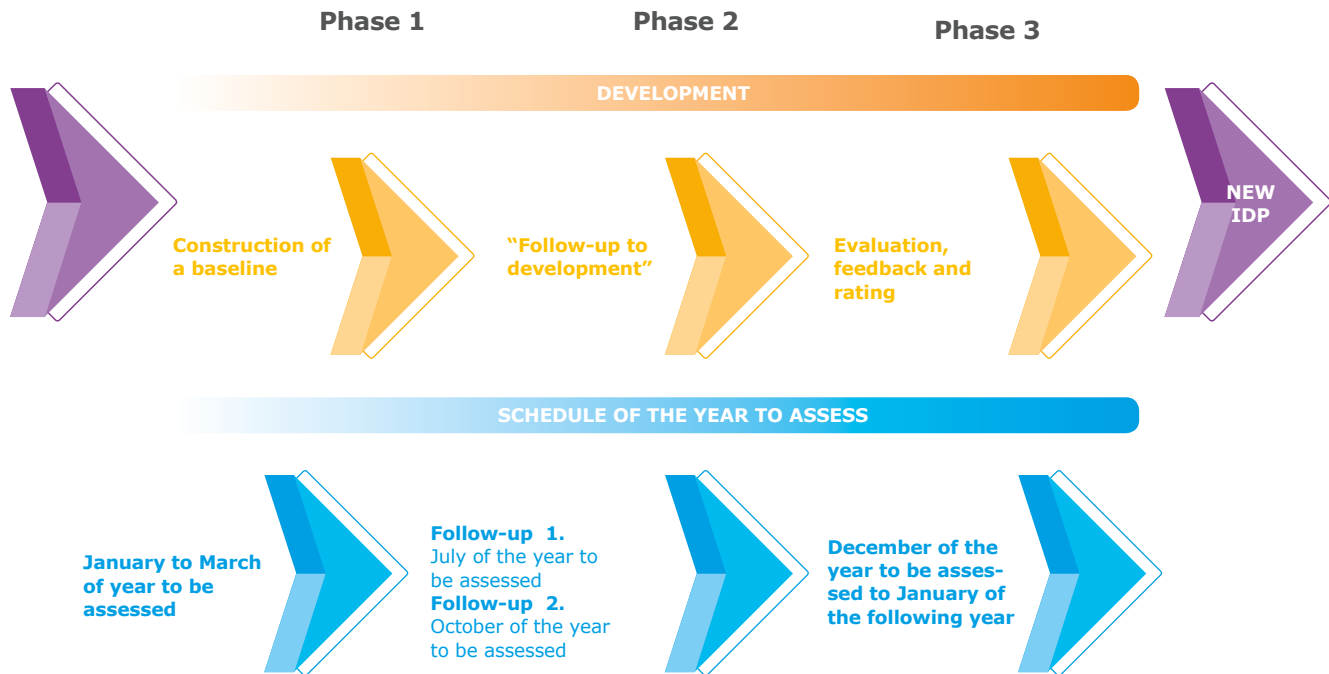 Phase 1
Phase 2
Phase 3
DEVELOPMENT
Construction of
a baseline
“Follow-up to
development”
Evaluation,
feedback and
rating
NEW
IDP
SCHEDULE OF THE YEAR TO ASSESS
January to March
of year to be
assessed
Follow-up 1.
July of the year to
be assessed
Follow-up 2.
October of the year
to be assessed
December of the
year to be asses-
sed to January of
the following year